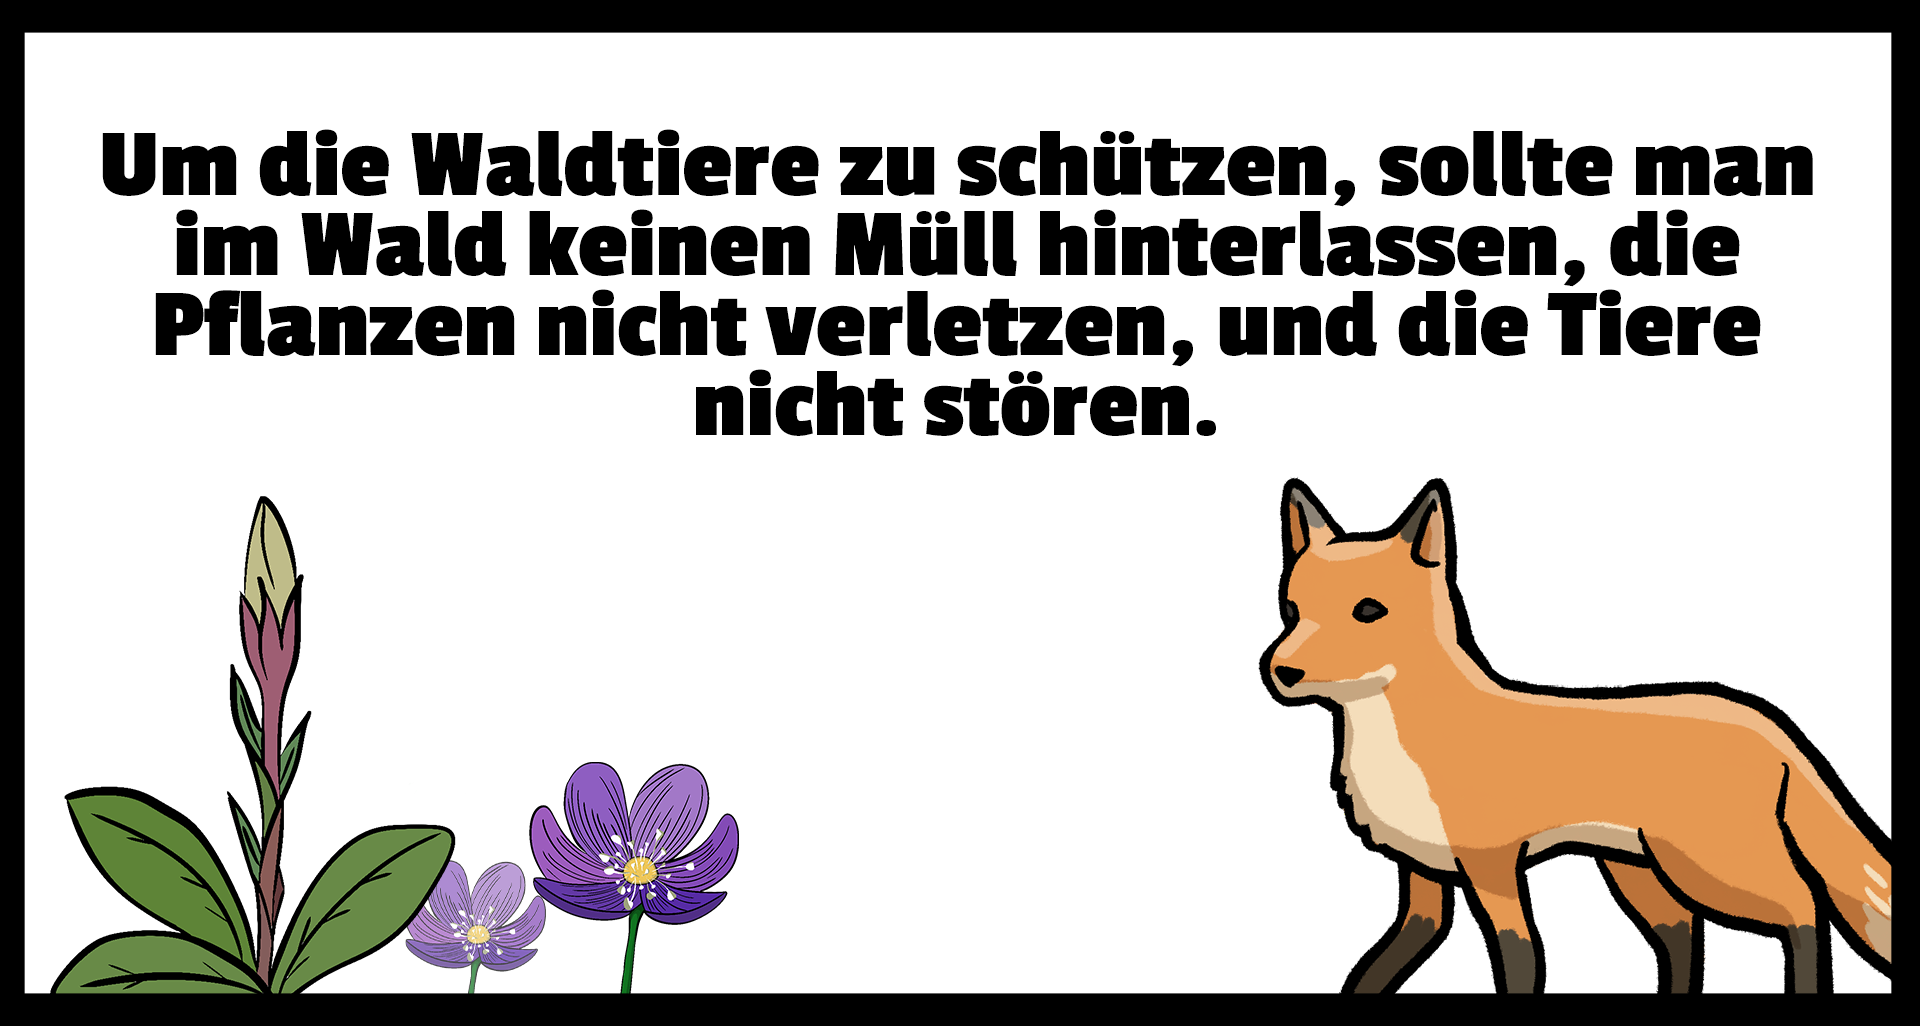 Um die Waldtiere zu schützen, sollte man
im Wald keinen Müll hinterlassen, die
Pflanzen nicht verletzen, und die Tiere
nicht stören.